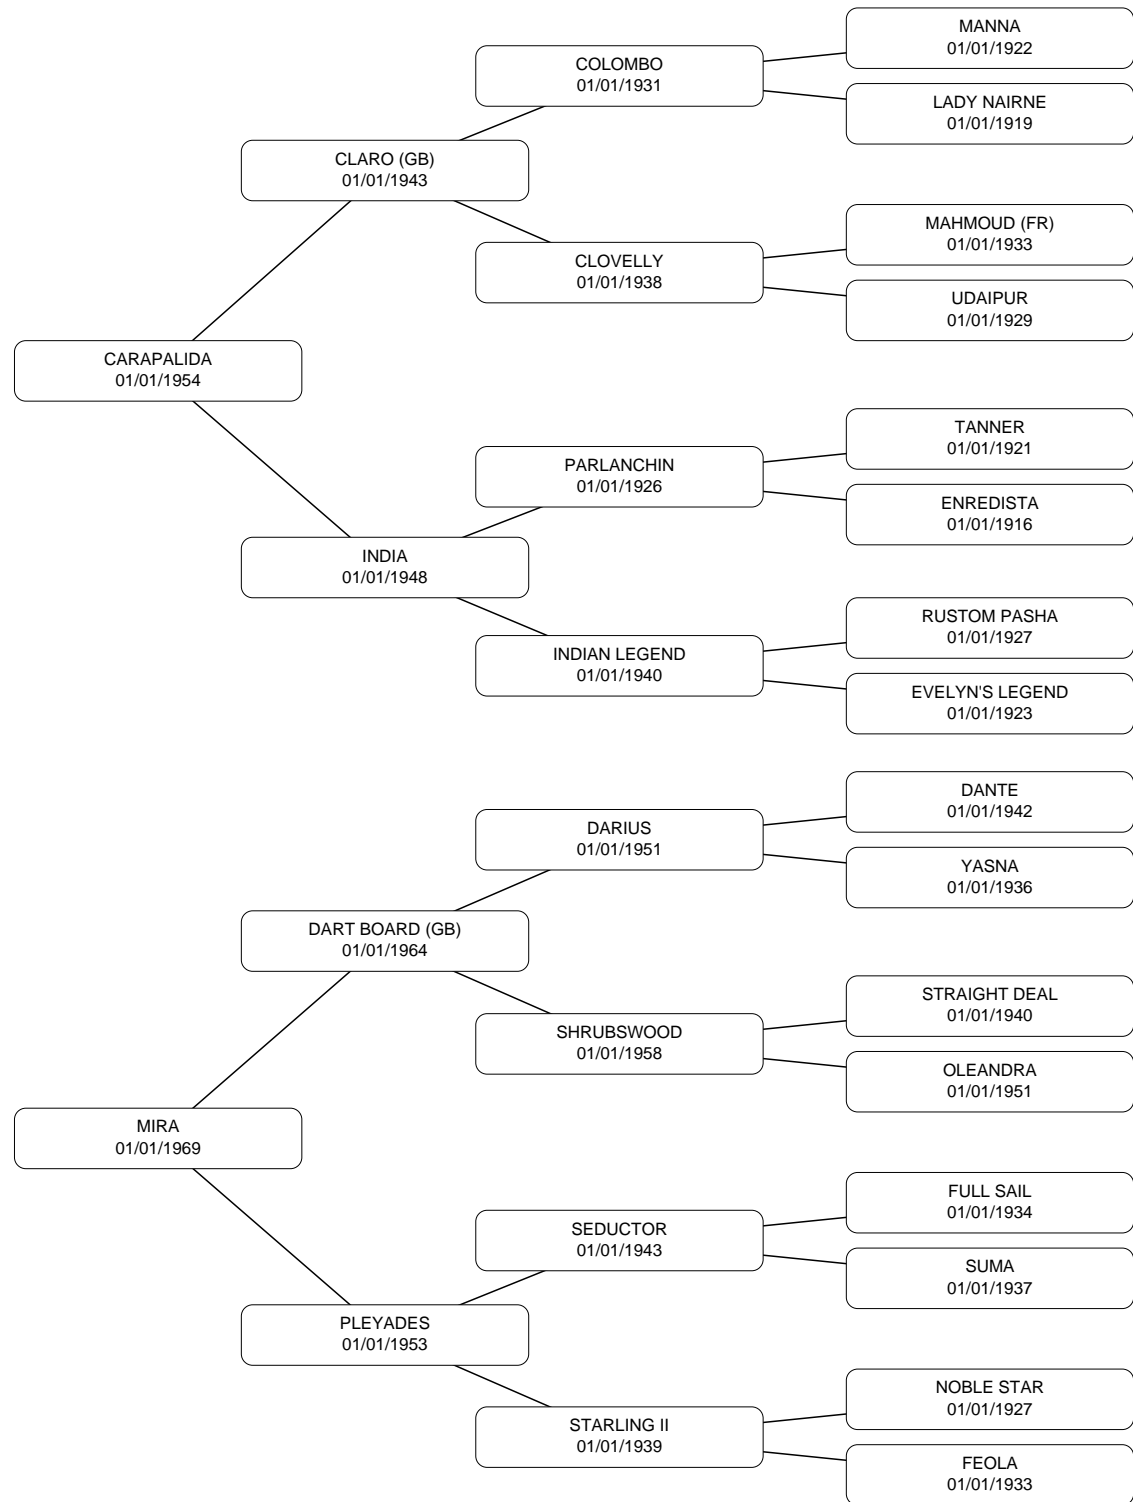 MANNA
01/01/1922
COLOMBO
01/01/1931
LADY NAIRNE
01/01/1919
CLARO (GB)
01/01/1943
MAHMOUD (FR)
01/01/1933
CLOVELLY
01/01/1938
UDAIPUR
01/01/1929
CARAPALIDA
01/01/1954
TANNER
01/01/1921
PARLANCHIN
01/01/1926
ENREDISTA
01/01/1916
INDIA
01/01/1948
RUSTOM PASHA
01/01/1927
INDIAN LEGEND
01/01/1940
EVELYN'S LEGEND
01/01/1923
DANTE
01/01/1942
DARIUS
01/01/1951
YASNA
01/01/1936
DART BOARD (GB)
01/01/1964
STRAIGHT DEAL
01/01/1940
SHRUBSWOOD
01/01/1958
OLEANDRA
01/01/1951
MIRA
01/01/1969
FULL SAIL
01/01/1934
SEDUCTOR
01/01/1943
SUMA
01/01/1937
PLEYADES
01/01/1953
NOBLE STAR
01/01/1927
STARLING II
01/01/1939
FEOLA
01/01/1933